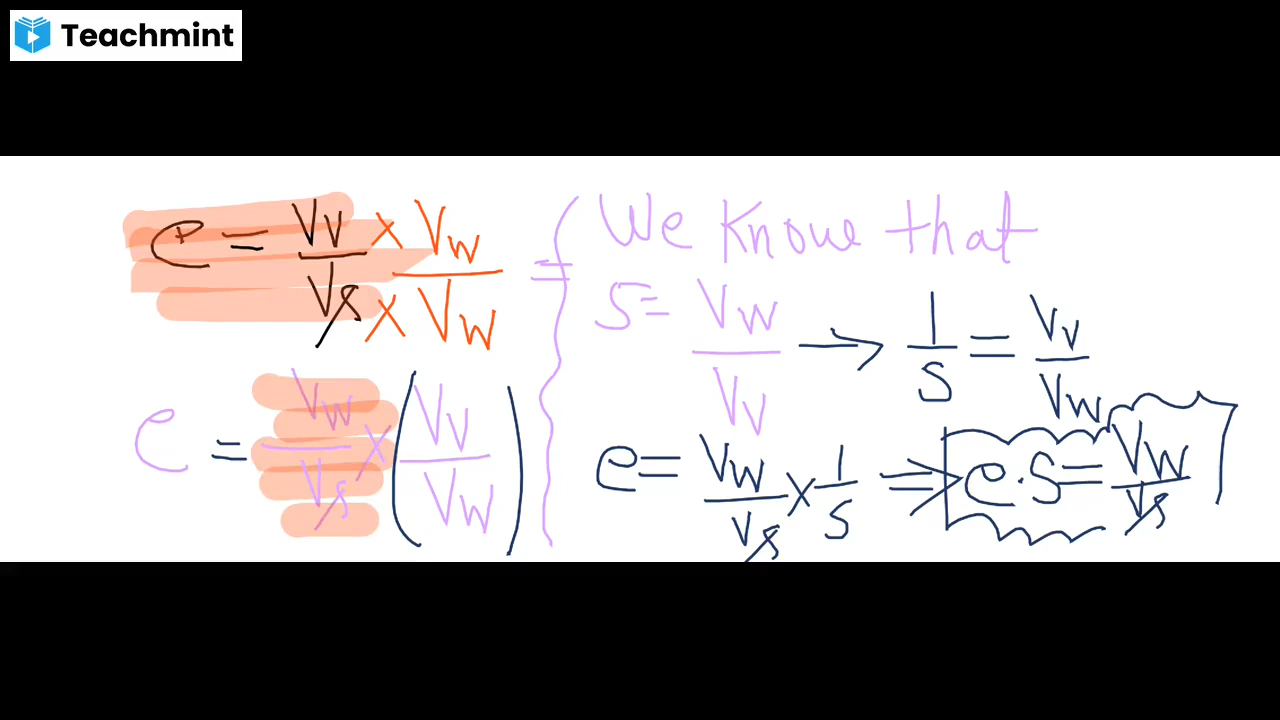 Teachmint
e = Vv/Vs × Vw/Vw
e = Vw/Vs × (Vv/Vw)
We know that
S = Vw/Vv → 1/S = Vv/Vw
e = Vw/Vs × 1/S ⇒ e.S = Vw/Vs